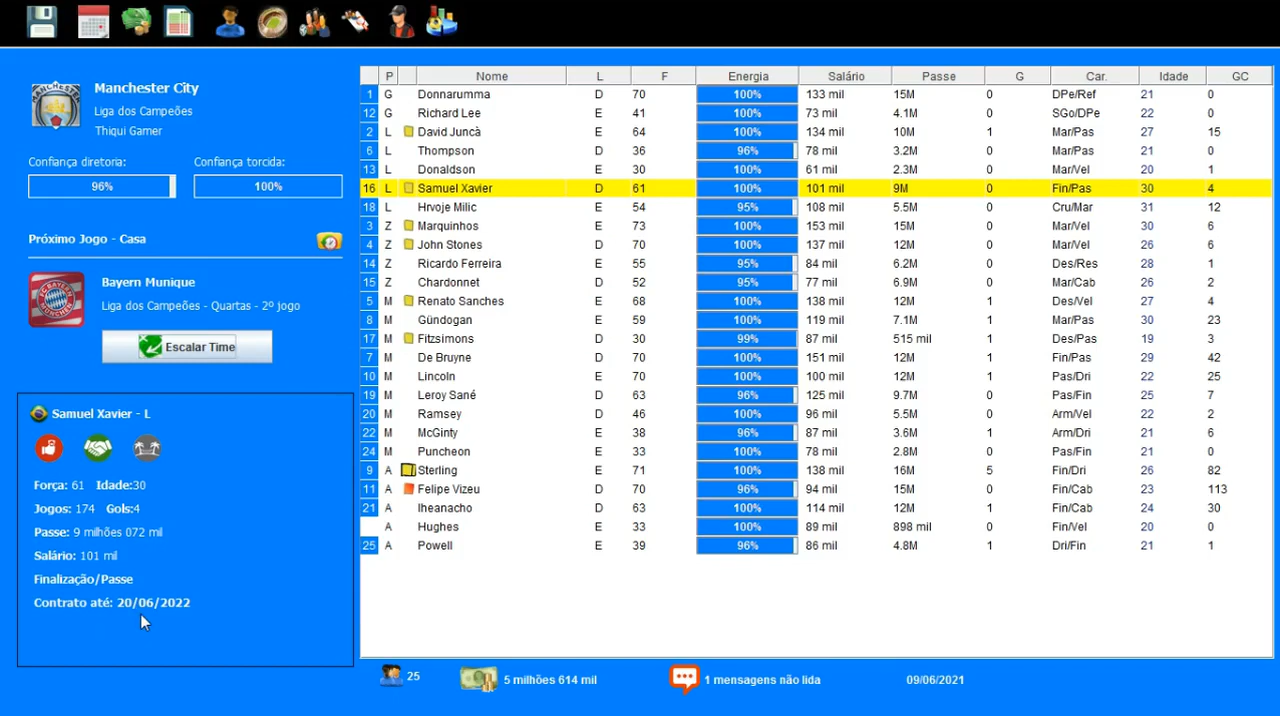 Manchester City
Liga dos Campeões
Thiqui Gamer
Confiança diretoria: Confiança torcida:
96% 100%
Próximo Jogo - Casa
Bayern Munique
Liga dos Campeões - Quartas - 2º jogo
Escalar Time
Samuel Xavier - L
Força: 61 Idade:30
Jogos: 174 Gols:4
Passe: 9 milhões 072 mil
Salário: 101 mil
Finalização/Passe
Contrato até: 20/06/2022
P Nome L F Energia Salário Passe G Car. Idade GC
1 G Donnarumma D 70 100% 133 mil 15M 0 DPe/Ref 21 0
12 G Richard Lee E 41 100% 73 mil 4.1M 0 SGo/DPe 22 0
2 L David Juncà E 64 100% 134 mil 10M 1 Mar/Pas 27 15
6 L Thompson D 36 96% 78 mil 3.2M 0 Mar/Pas 21 0
13 L Donaldson E 30 100% 61 mil 2.3M 0 Mar/Vel 20 1
16 L Samuel Xavier D 61 100% 101 mil 9M 0 Fin/Pas 30 4
18 L Hrvoje Milic E 54 95% 108 mil 5.5M 0 Cru/Mar 31 12
3 Z Marquinhos E 73 100% 153 mil 15M 0 Mar/Vel 30 6
4 Z John Stones D 70 100% 137 mil 12M 0 Mar/Vel 26 6
14 Z Ricardo Ferreira E 55 95% 84 mil 6.2M 0 Des/Res 28 1
15 Z Chardonnet D 52 95% 77 mil 6.9M 0 Mar/Cab 26 2
5 M Renato Sanches E 68 100% 138 mil 12M 0 Des/Vel 27 4
8 M Gündogan E 59 100% 119 mil 7.1M 1 Mar/Pas 30 23
17 M Fitzsimons D 30 99% 87 mil 515 mil 0 Des/Pas 19 3
7 M De Bruyne D 70 100% 151 mil 12M 0 Fin/Pas 29 42
10 M Lincoln E 70 100% 100 mil 12M 1 Pas/Dri 22 25
19 M Leroy Sané D 63 96% 125 mil 9.7M 0 Pas/Fin 25 7
20 M Ramsey D 46 100% 96 mil 5.5M 0 Arm/Vel 22 2
22 M McGinty E 38 96% 87 mil 3.6M 1 Arm/Dri 21 6
24 M Puncheon E 33 100% 78 mil 2.8M 0 Pas/Fin 21 0
9 A Sterling E 71 100% 138 mil 16M 5 Fin/Dri 26 82
11 A Felipe Vizeu D 70 96% 94 mil 15M 0 Fin/Cab 23 113
21 A Iheanacho D 63 100% 114 mil 12M 1 Fin/Cab 24 30
A Hughes E 33 100% 89 mil 898 mil 0 Fin/Vel 20 0
25 A Powell E 39 96% 86 mil 4.8M 1 Dri/Fin 21 1
25 5 milhões 614 mil 1 mensagens não lida 09/06/2021